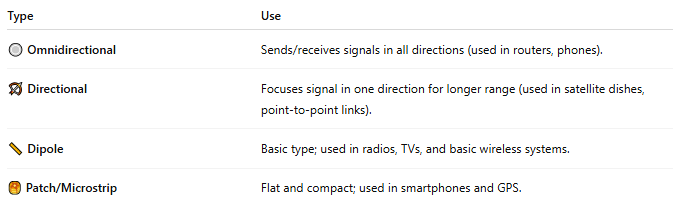 Type Use
Omnidirectional Sends/receives signals in all directions (used in routers, phones).
Directional Focuses signal in one direction for longer range (used in satellite dishes,
point-to-point links).
Dipole Basic type; used in radios, TVs, and basic wireless systems.
Patch/Microstrip Flat and compact; used in smartphones and GPS.